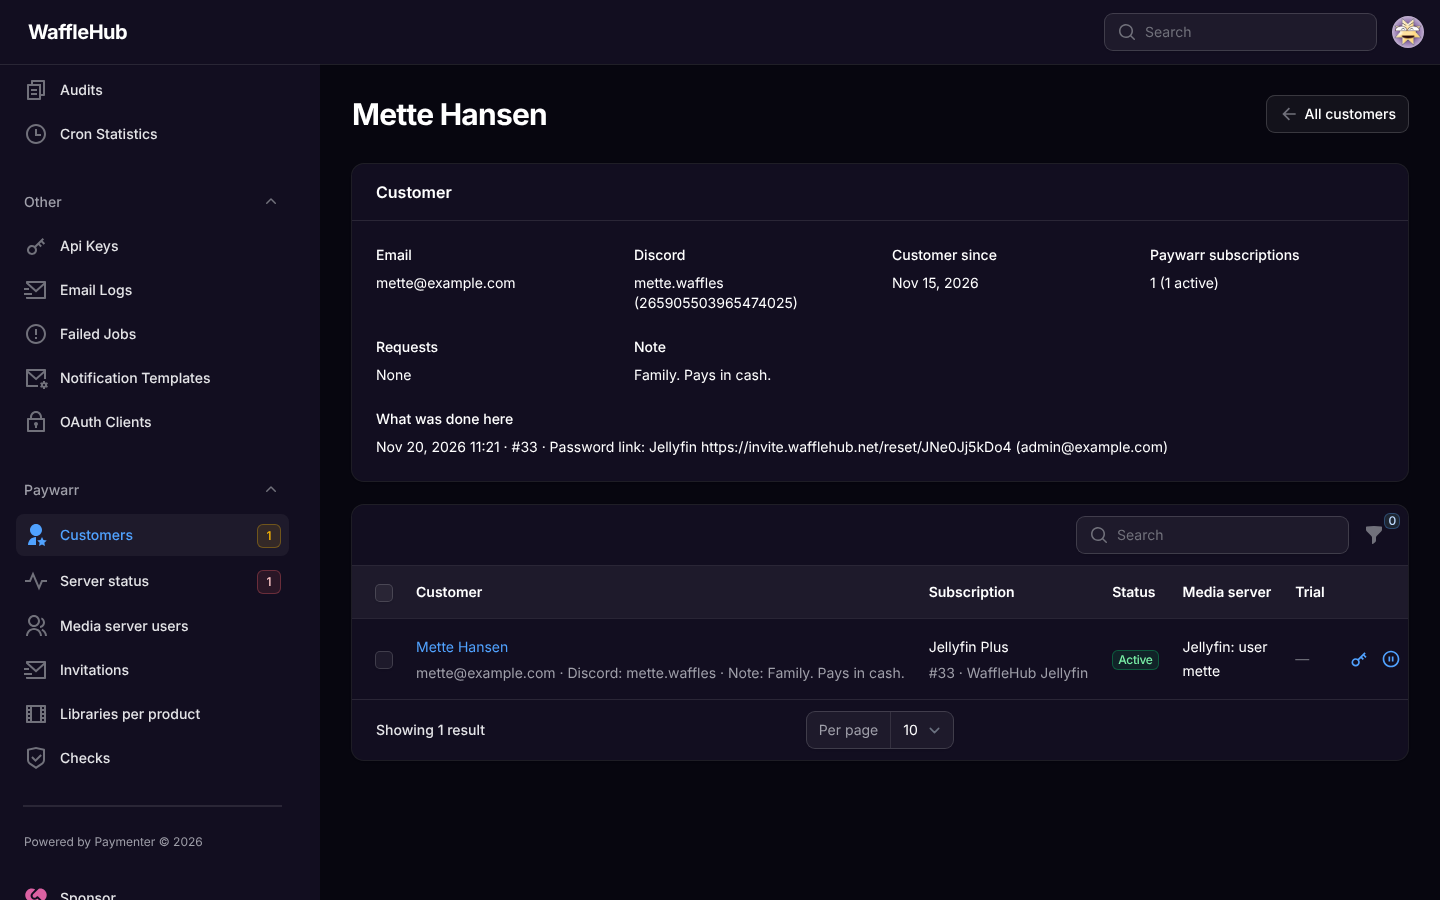 WaffleHub
Search
Audits
Cron Statistics
Other
Api Keys
Email Logs
Failed Jobs
Notification Templates
OAuth Clients
Paywarr
Customers
1
Server status
1
Media server users
Invitations
Libraries per product
Checks
Powered by Paymenter © 2026
Sponsor
Mette Hansen
All customers
Customer
Email
mette@example.com
Discord
mette.waffles
(265905503965474025)
Customer since
Nov 15, 2026
Paywarr subscriptions
1 (1 active)
Requests
None
Note
Family. Pays in cash.
What was done here
Nov 20, 2026 11:21 · #33 · Password link: Jellyfin https://invite.wafflehub.net/reset/JNe0Jj5kDo4 (admin@example.com)
Search
0
Customer Subscription Status Media server Trial
Mette Hansen
mette@example.com · Discord: mette.waffles · Note: Family. Pays in cash.
Jellyfin Plus
#33 · WaffleHub Jellyfin
Active
Jellyfin: user
mette
—
Showing 1 result
Per page 10